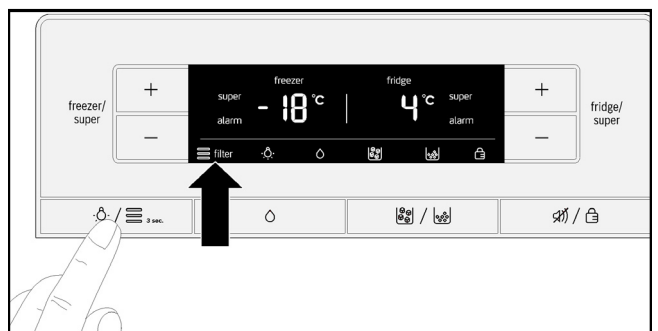 freezer/
super
+
−
freezer
super
alarm
-18 °C
fridge
4 °C
super
alarm
filter
+
−
fridge/
super
/ 3 sec.
/
/